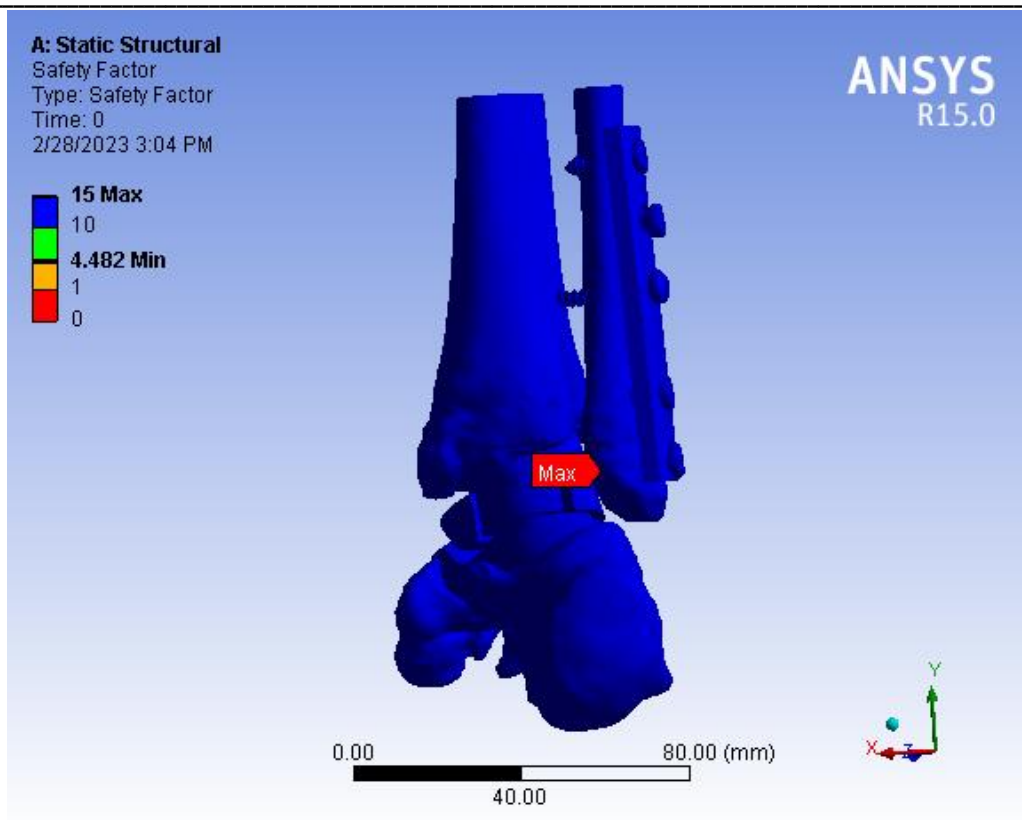 A: Static Structural
Safety Factor
Type: Safety Factor
Time: 0
2/28/2023 3:04 PM
ANSYS
R15.0
15 Max
10
4.482 Min
1
0
Max
0.00
80.00 (mm)
40.00
Y
X
Z